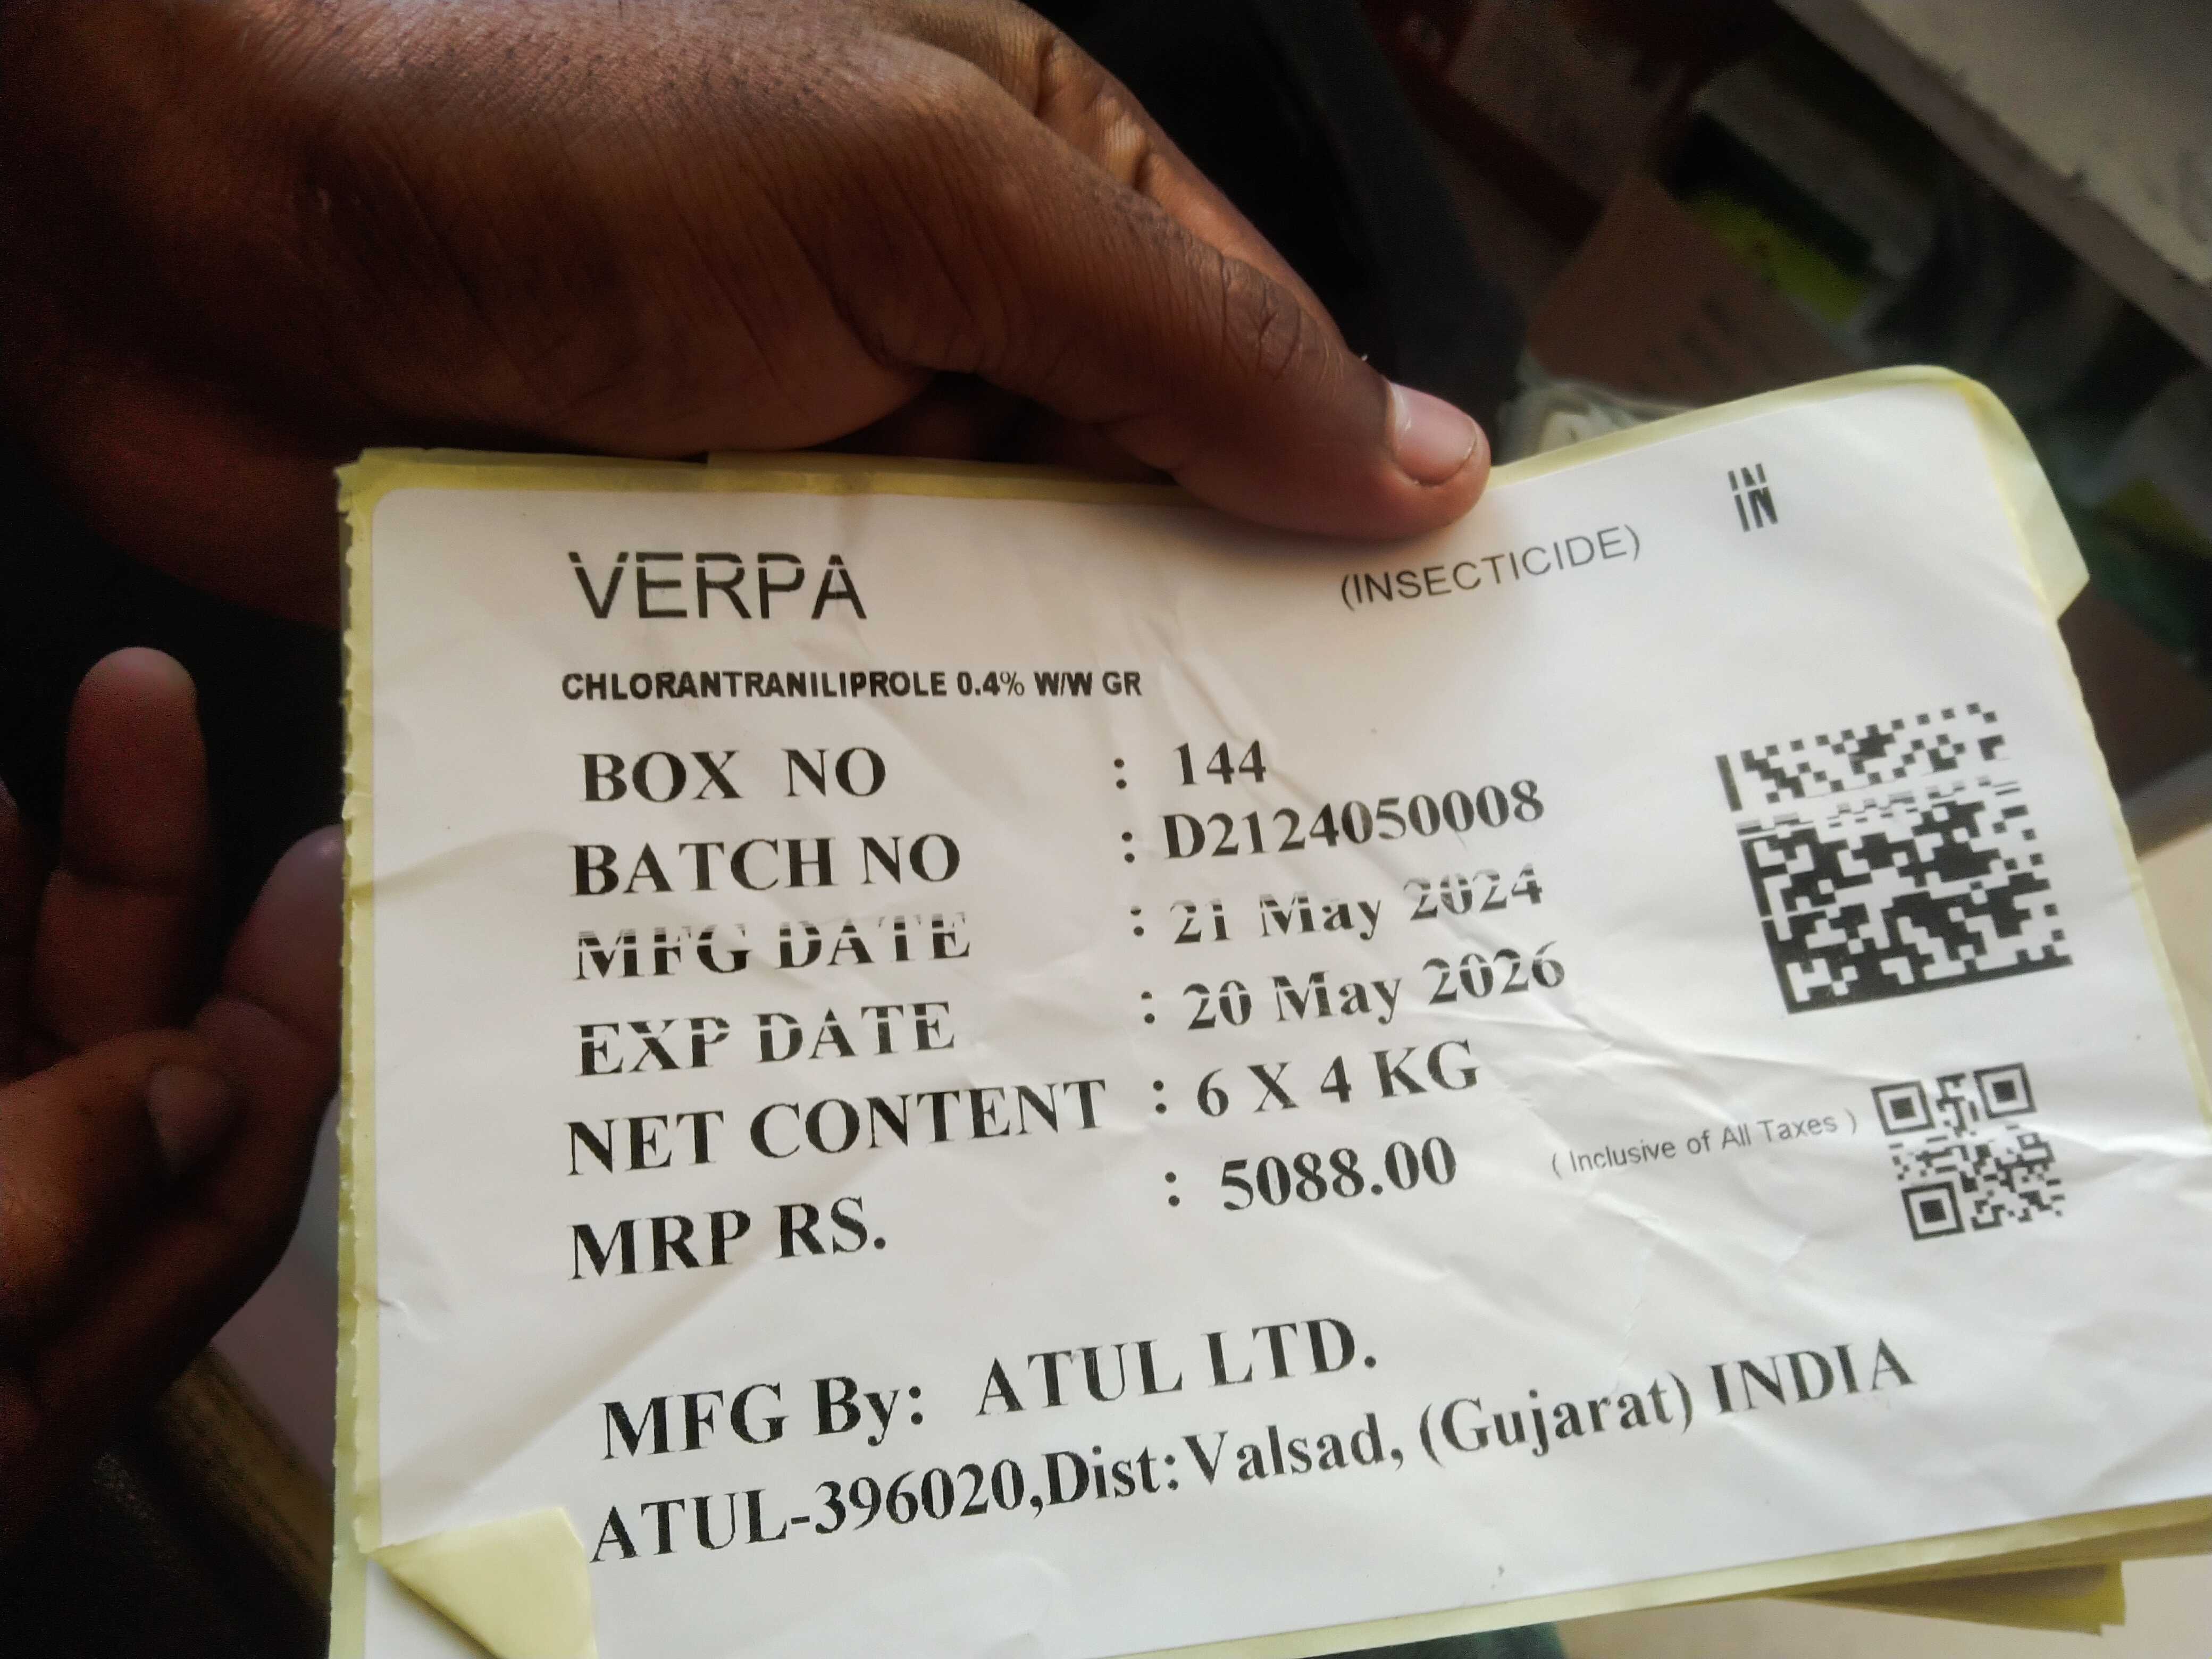 VERPA (INSECTICIDE) IN
CHLORANTRANILIPROLE 0.4% W/W GR
BOX NO : 144
BATCH NO : D2124050008
MFG DATE : 21 May 2024
EXP DATE : 20 May 2026
NET CONTENT : 6 X 4 KG
MRP RS. : 5088.00 ( Inclusive of All Taxes )
MFG By: ATUL LTD.
ATUL-396020,Dist:Valsad, (Gujarat) INDIA